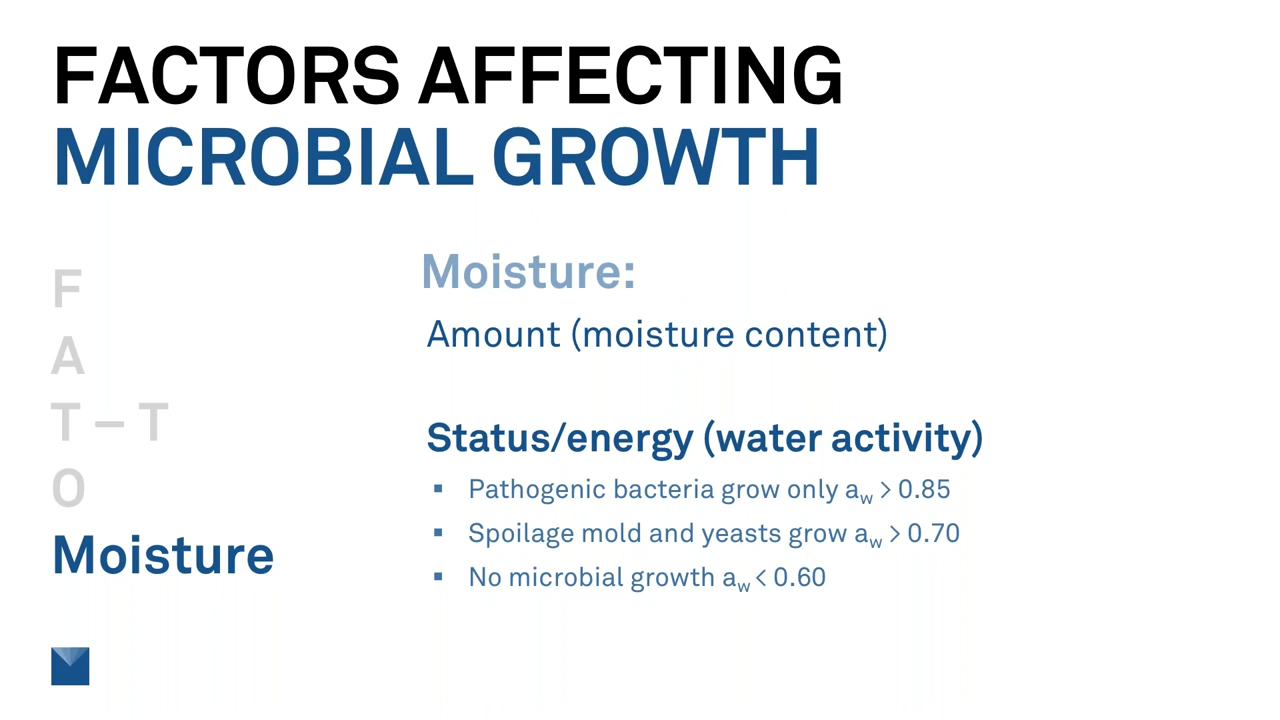 FACTORS AFFECTING
MICROBIAL GROWTH
F
A
T – T
O
Moisture
Moisture:
Amount (moisture content)
Status/energy (water activity)
▪ Pathogenic bacteria grow only aw > 0.85
▪ Spoilage mold and yeasts grow aw > 0.70
▪ No microbial growth aw < 0.60